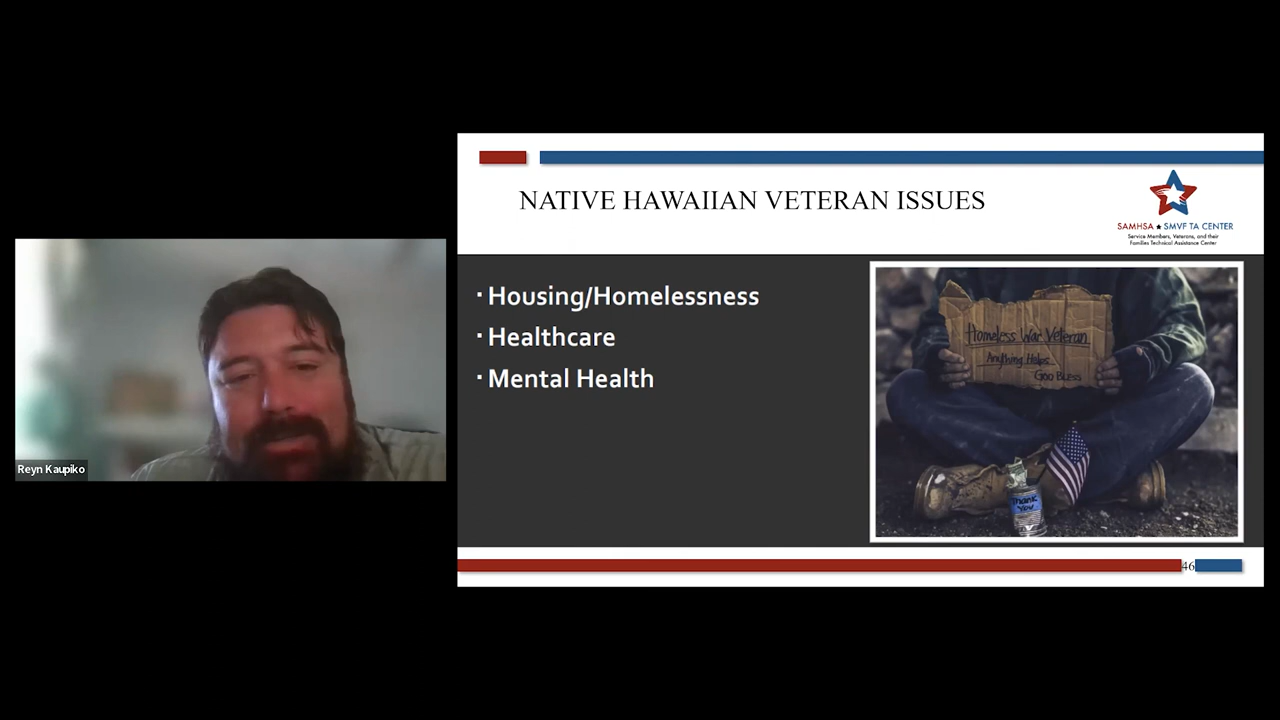 Reyn Kaupiko
NATIVE HAWAIIAN VETERAN ISSUES
SAMHSA ★ SMVF TA CENTER
Service Members, Veterans, and their
Families Technical Assistance Center
▪ Housing/Homelessness
▪ Healthcare
▪ Mental Health
Homeless War Veteran
Anything Helps
God Bless
Thank
You
46